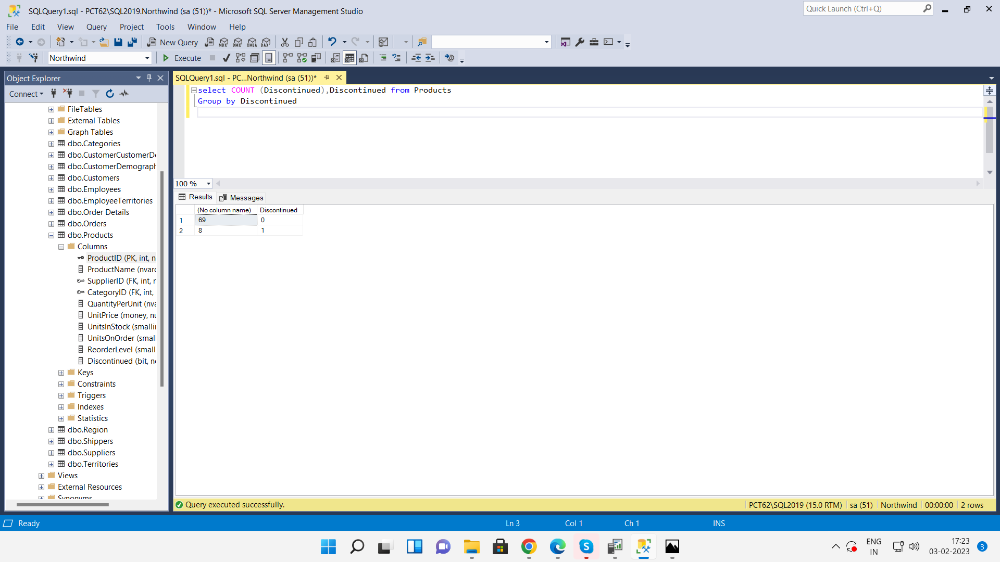 SQLQuery1.sql - PCT62\SQL2019.Northwind (sa (51))* - Microsoft SQL Server Management Studio
Quick Launch (Ctrl+Q)
File Edit View Query Project Tools Window Help
New Query
MDX DMX XMLA DAX
Northwind
Execute
Object Explorer
Connect
FileTables
External Tables
Graph Tables
dbo.Categories
dbo.CustomerCustomerDe
dbo.CustomerDemograph
dbo.Customers
dbo.Employees
dbo.EmployeeTerritories
dbo.Order Details
dbo.Orders
dbo.Products
Columns
ProductID (PK, int, n
ProductName (nvarc
SupplierID (FK, int, n
CategoryID (FK, int,
QuantityPerUnit (nva
UnitPrice (money, nu
UnitsInStock (smallin
UnitsOnOrder (small
ReorderLevel (small
Discontinued (bit, no
Keys
Constraints
Triggers
Indexes
Statistics
dbo.Region
dbo.Shippers
dbo.Suppliers
dbo.Territories
Views
External Resources
Synonyms
SQLQuery1.sql - PC...Northwind (sa (51))*
select COUNT (Discontinued),Discontinued from Products
Group by Discontinued
100 %
Results Messages
(No column name) Discontinued
1 69 0
2 8 1
Query executed successfully.
PCT62\SQL2019 (15.0 RTM) sa (51) Northwind 00:00:00 2 rows
Ready
Ln 3 Col 1 Ch 1 INS
ENG
IN
17:23
03-02-2023
3